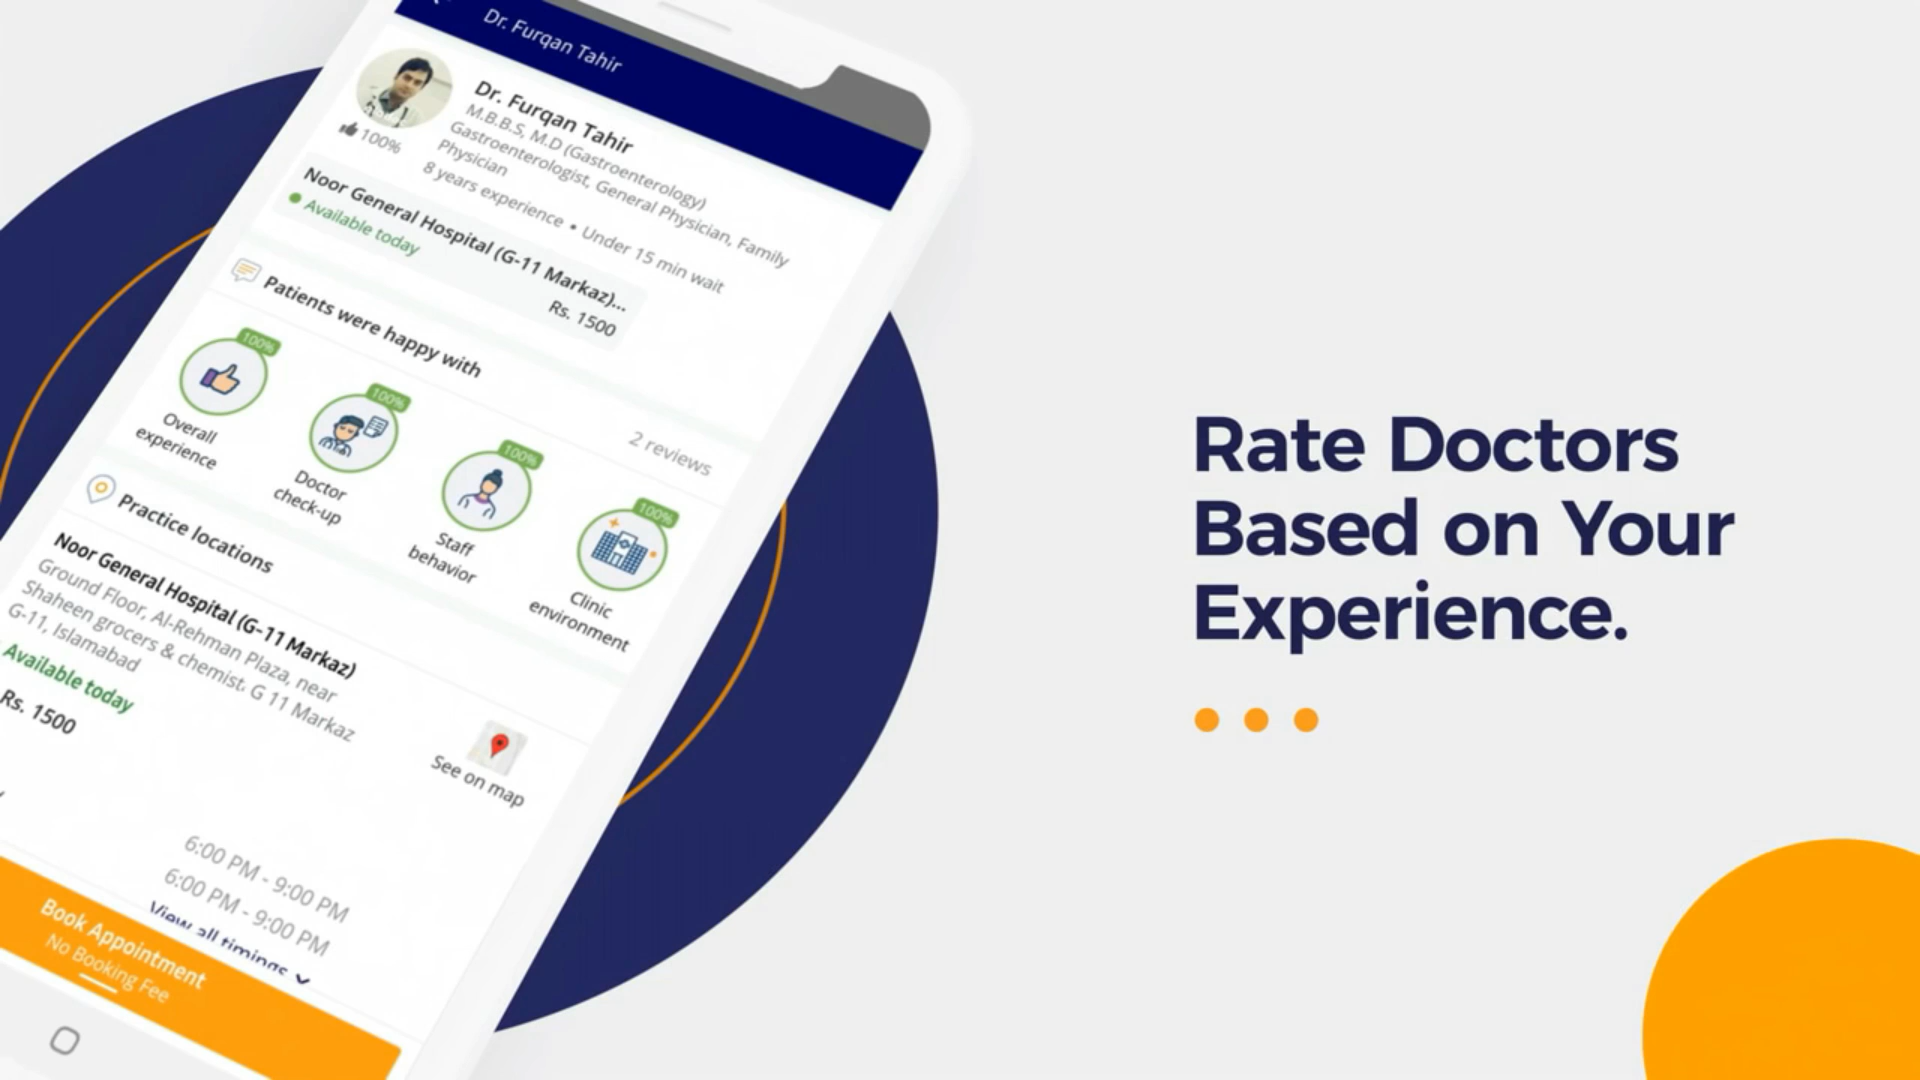 Dr. Furqan Tahir
Dr. Furqan Tahir
M.B.B.S, M.D (Gastroenterology)
Gastroenterologist, General Physician, Family
Physician
8 years experience • Under 15 min wait
100%
Noor General Hospital (G-11 Markaz)...
Available today
Rs. 1500
Patients were happy with
2 reviews
100%
Overall
experience
100%
Doctor
check-up
100%
Staff
behavior
100%
Clinic
environment
Practice locations
Noor General Hospital (G-11 Markaz)
Ground Floor, Al-Rehman Plaza, near
Shaheen grocers & chemist, G 11 Markaz
G-11, Islamabad
Available today
Rs. 1500
See on map
6:00 PM - 9:00 PM
6:00 PM - 9:00 PM
View all timings
Book Appointment
No Booking Fee
Rate Doctors
Based on Your
Experience.